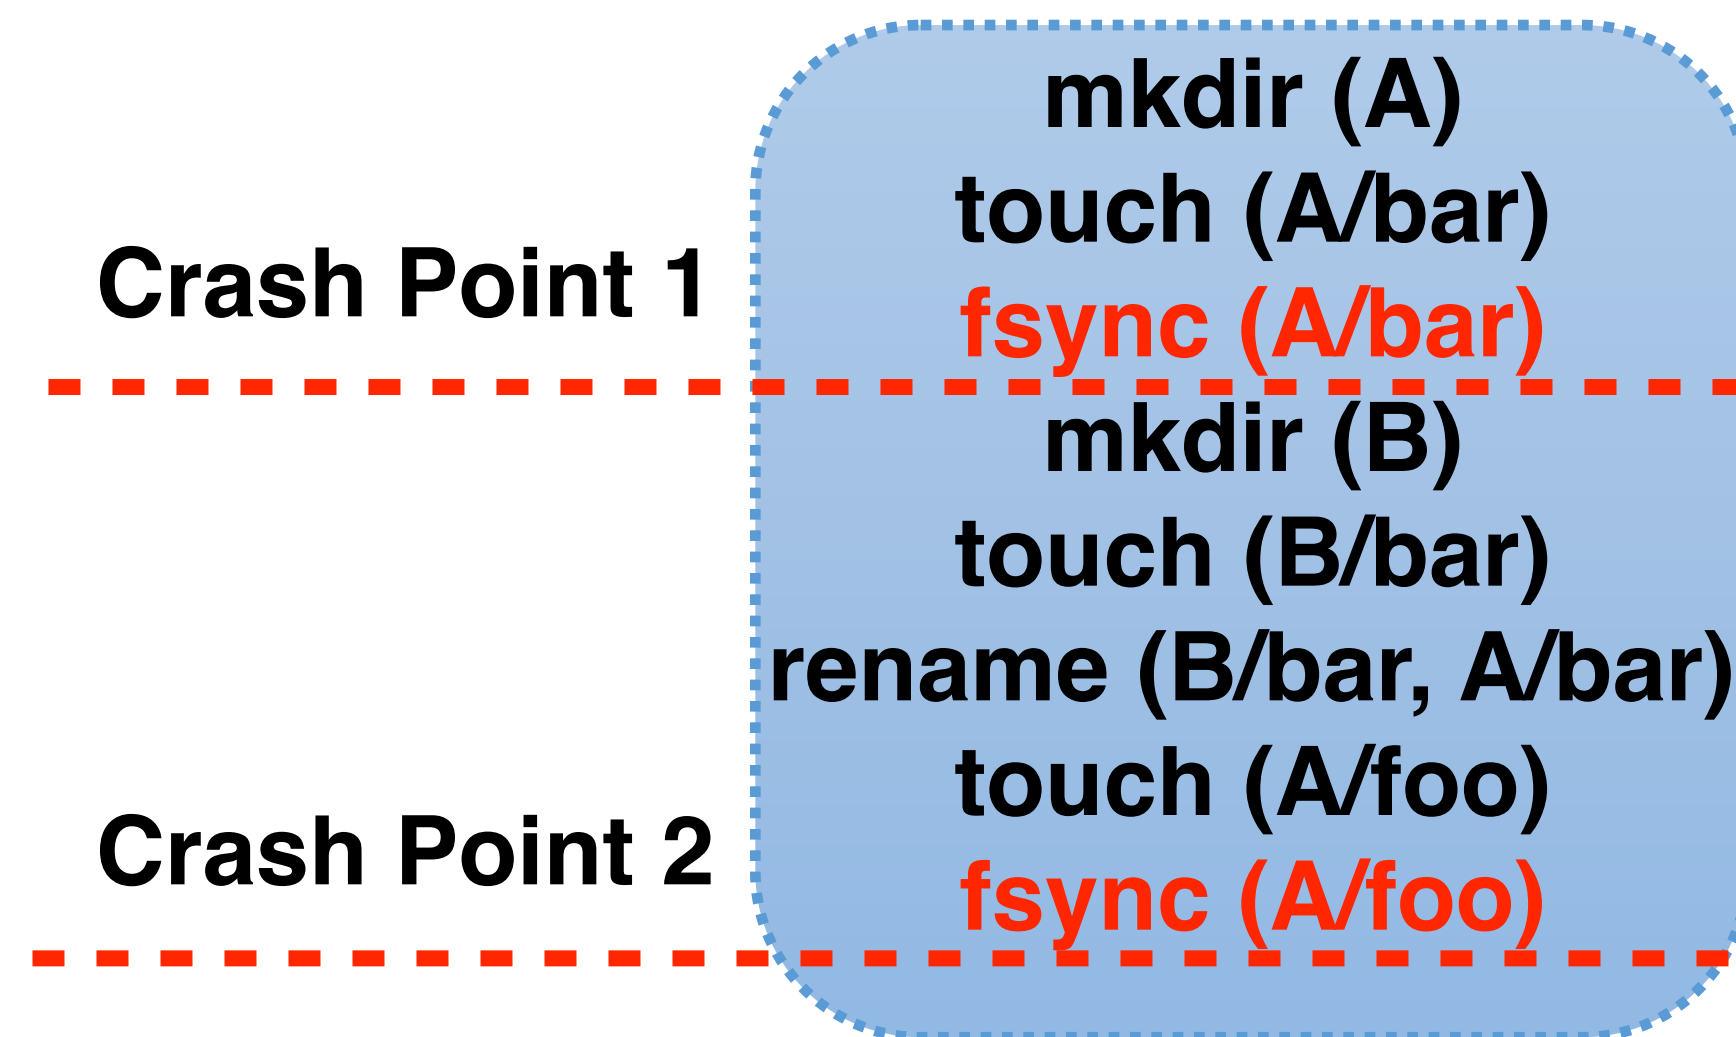 mkdir (A)
touch (A/bar)
Crash Point 1
fsync (A/bar)
mkdir (B)
touch (B/bar)
rename (B/bar, A/bar)
touch (A/foo)
Crash Point 2
fsync (A/foo)